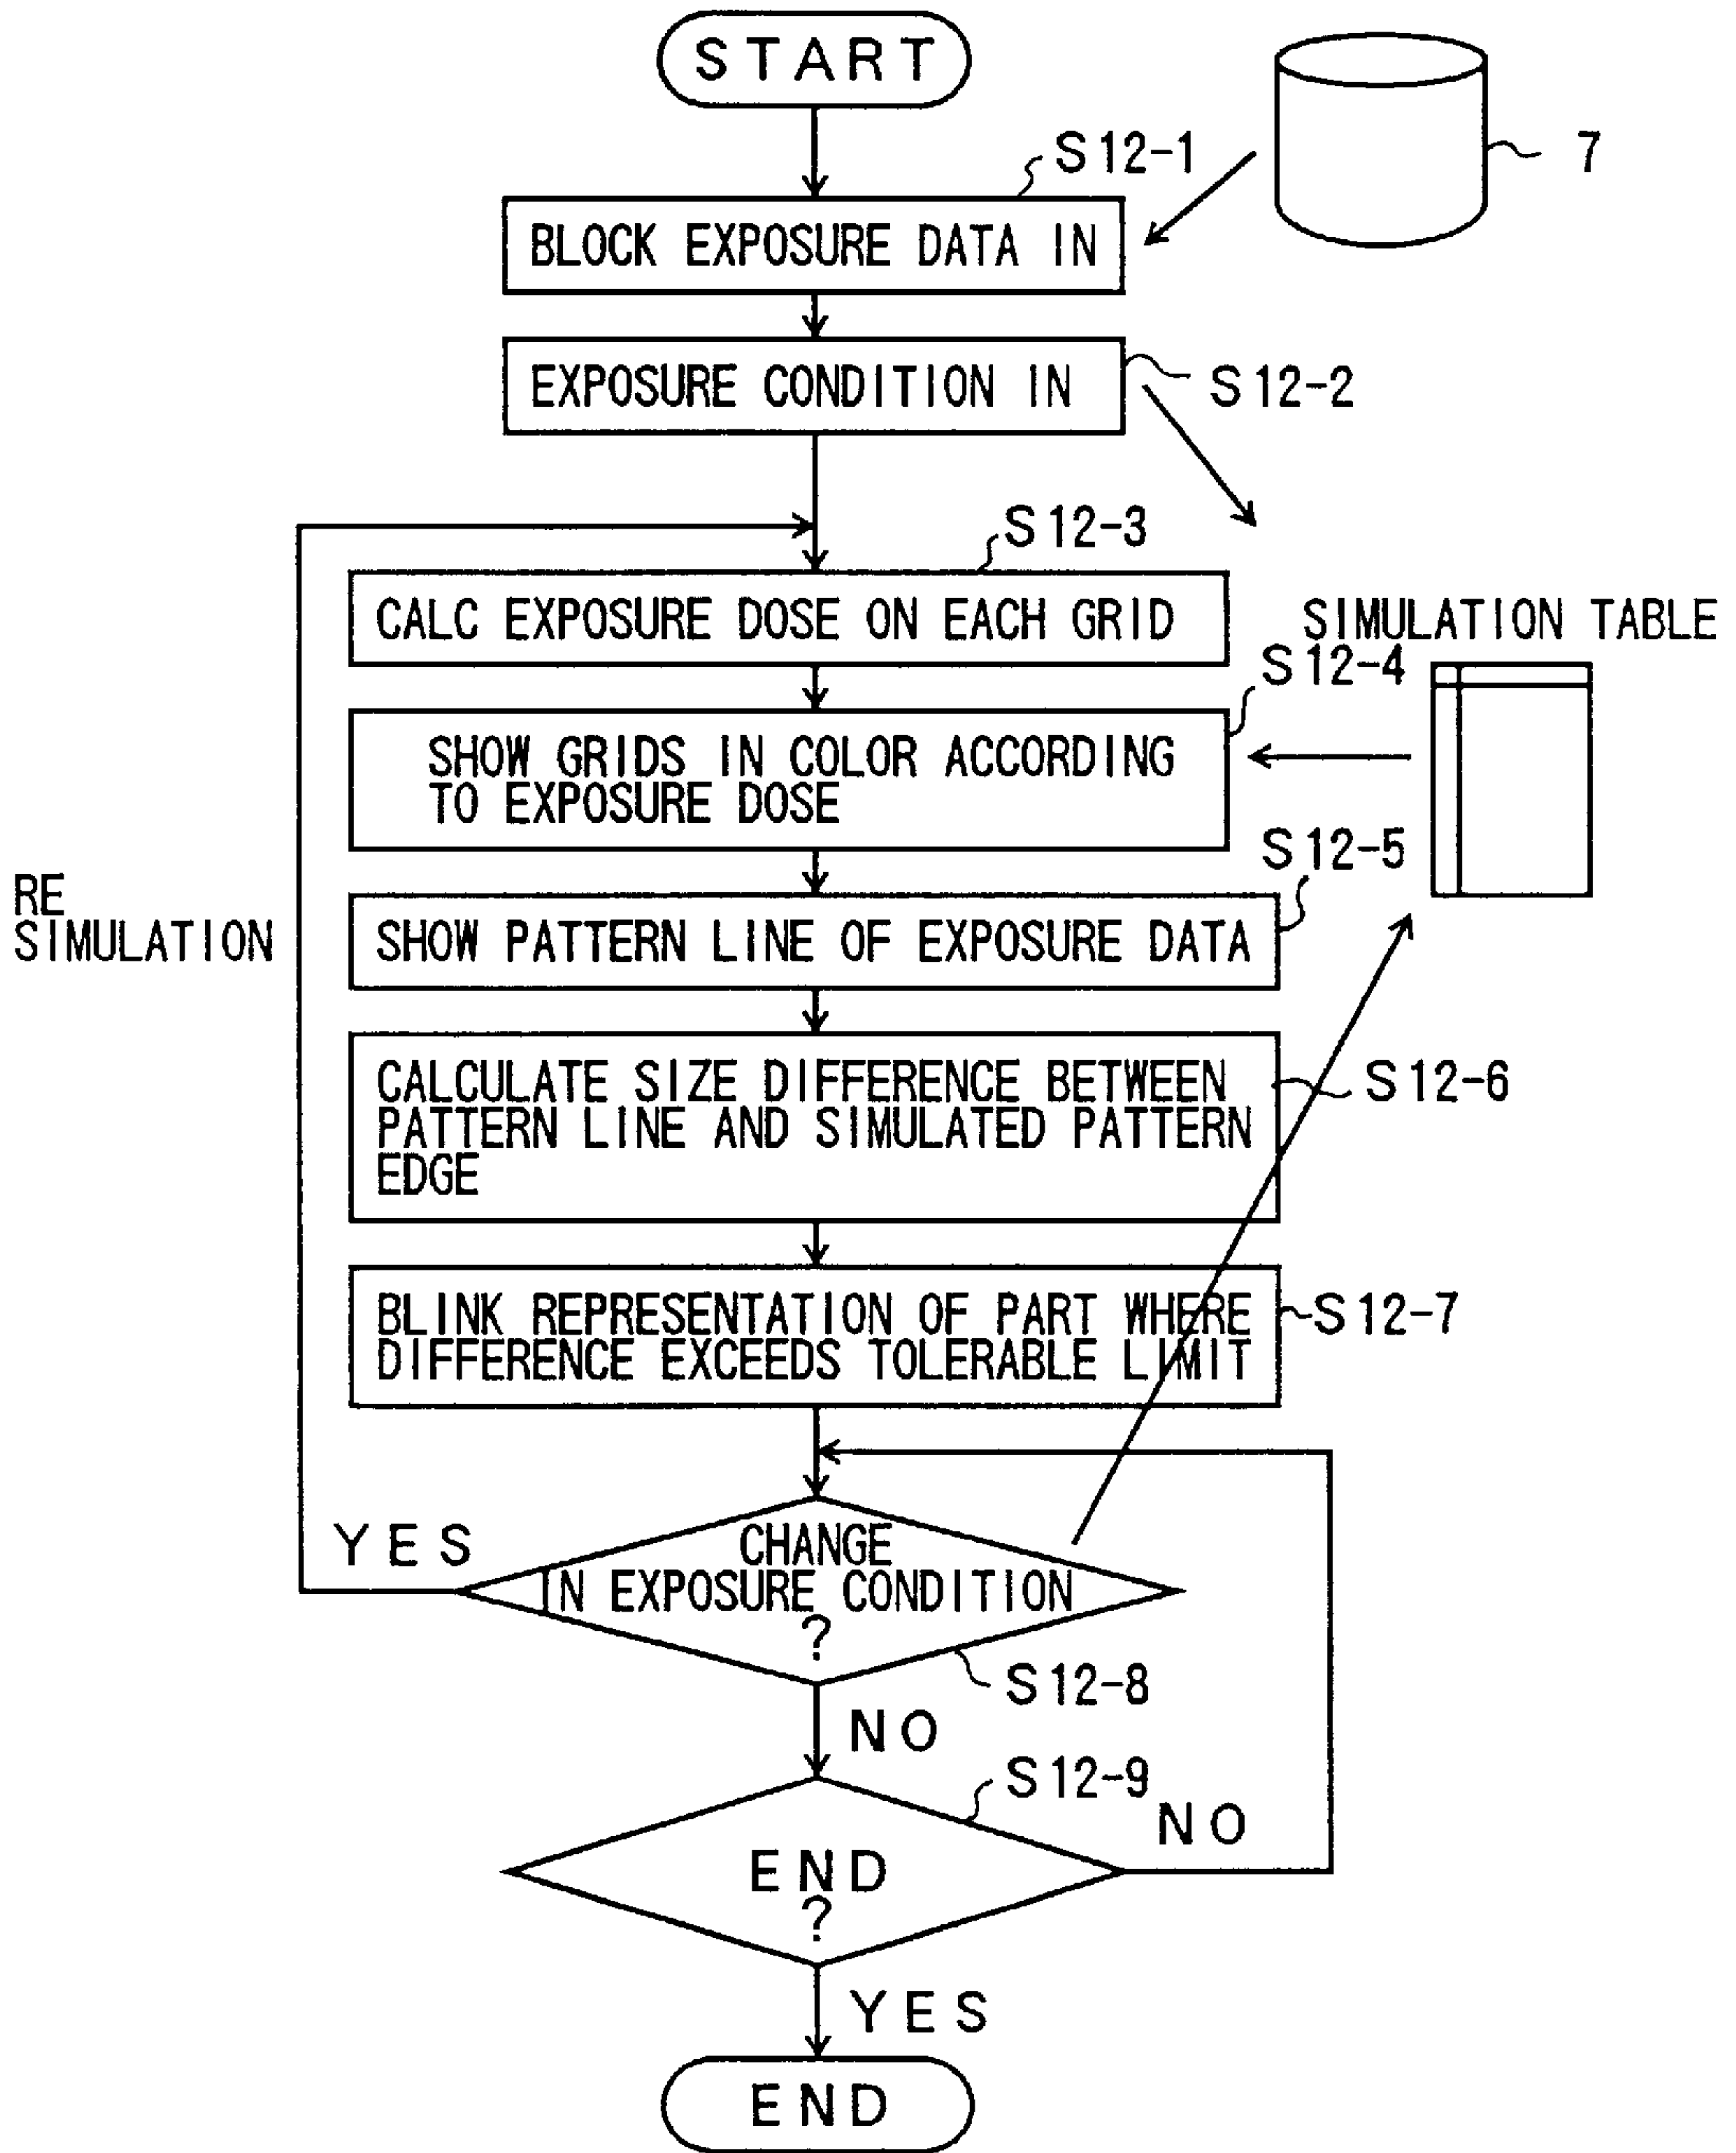 START
S12-1
7
BLOCK EXPOSURE DATA IN
EXPOSURE CONDITION IN
S12-2
S12-3
CALC EXPOSURE DOSE ON EACH GRID
SIMULATION TABLE
S12-4
SHOW GRIDS IN COLOR ACCORDING
TO EXPOSURE DOSE
S12-5
RE
SIMULATION
SHOW PATTERN LINE OF EXPOSURE DATA
CALCULATE SIZE DIFFERENCE BETWEEN
PATTERN LINE AND SIMULATED PATTERN
EDGE
S12-6
BLINK REPRESENTATION OF PART WHERE
DIFFERENCE EXCEEDS TOLERABLE LIMIT
S12-7
YES
CHANGE
IN EXPOSURE CONDITION
?
S12-8
NO
S12-9
NO
END
?
YES
END